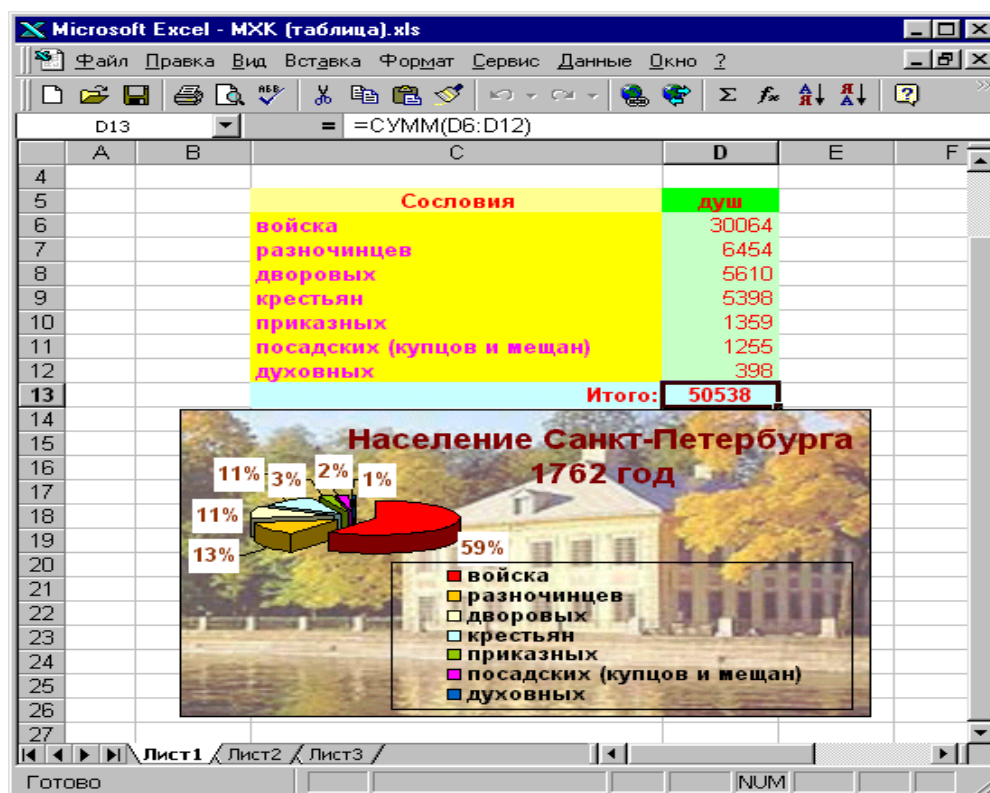 Microsoft Excel - МХК (таблица).xls
Файл Правка Вид Вставка Формат Сервис Данные Окно ?
D13 = =СУММ(D6:D12)
A B C D E F
4
5 Сословия душ
6 войска 30064
7 разночинцев 6454
8 дворовых 5610
9 крестьян 5398
10 приказных 1359
11 посадских (купцов и мещан) 1255
12 духовных 398
13 Итого: 50538
14
15
16
17
18
19
20
21
22
23
24
25
26
27
Население Санкт-Петербурга
1762 год
11% 3% 2% 1%
11%
13% 59%
войска
разночинцев
дворовых
крестьян
приказных
посадских (купцов и мещан)
духовных
Лист1 Лист2 Лист3
Готово NUM